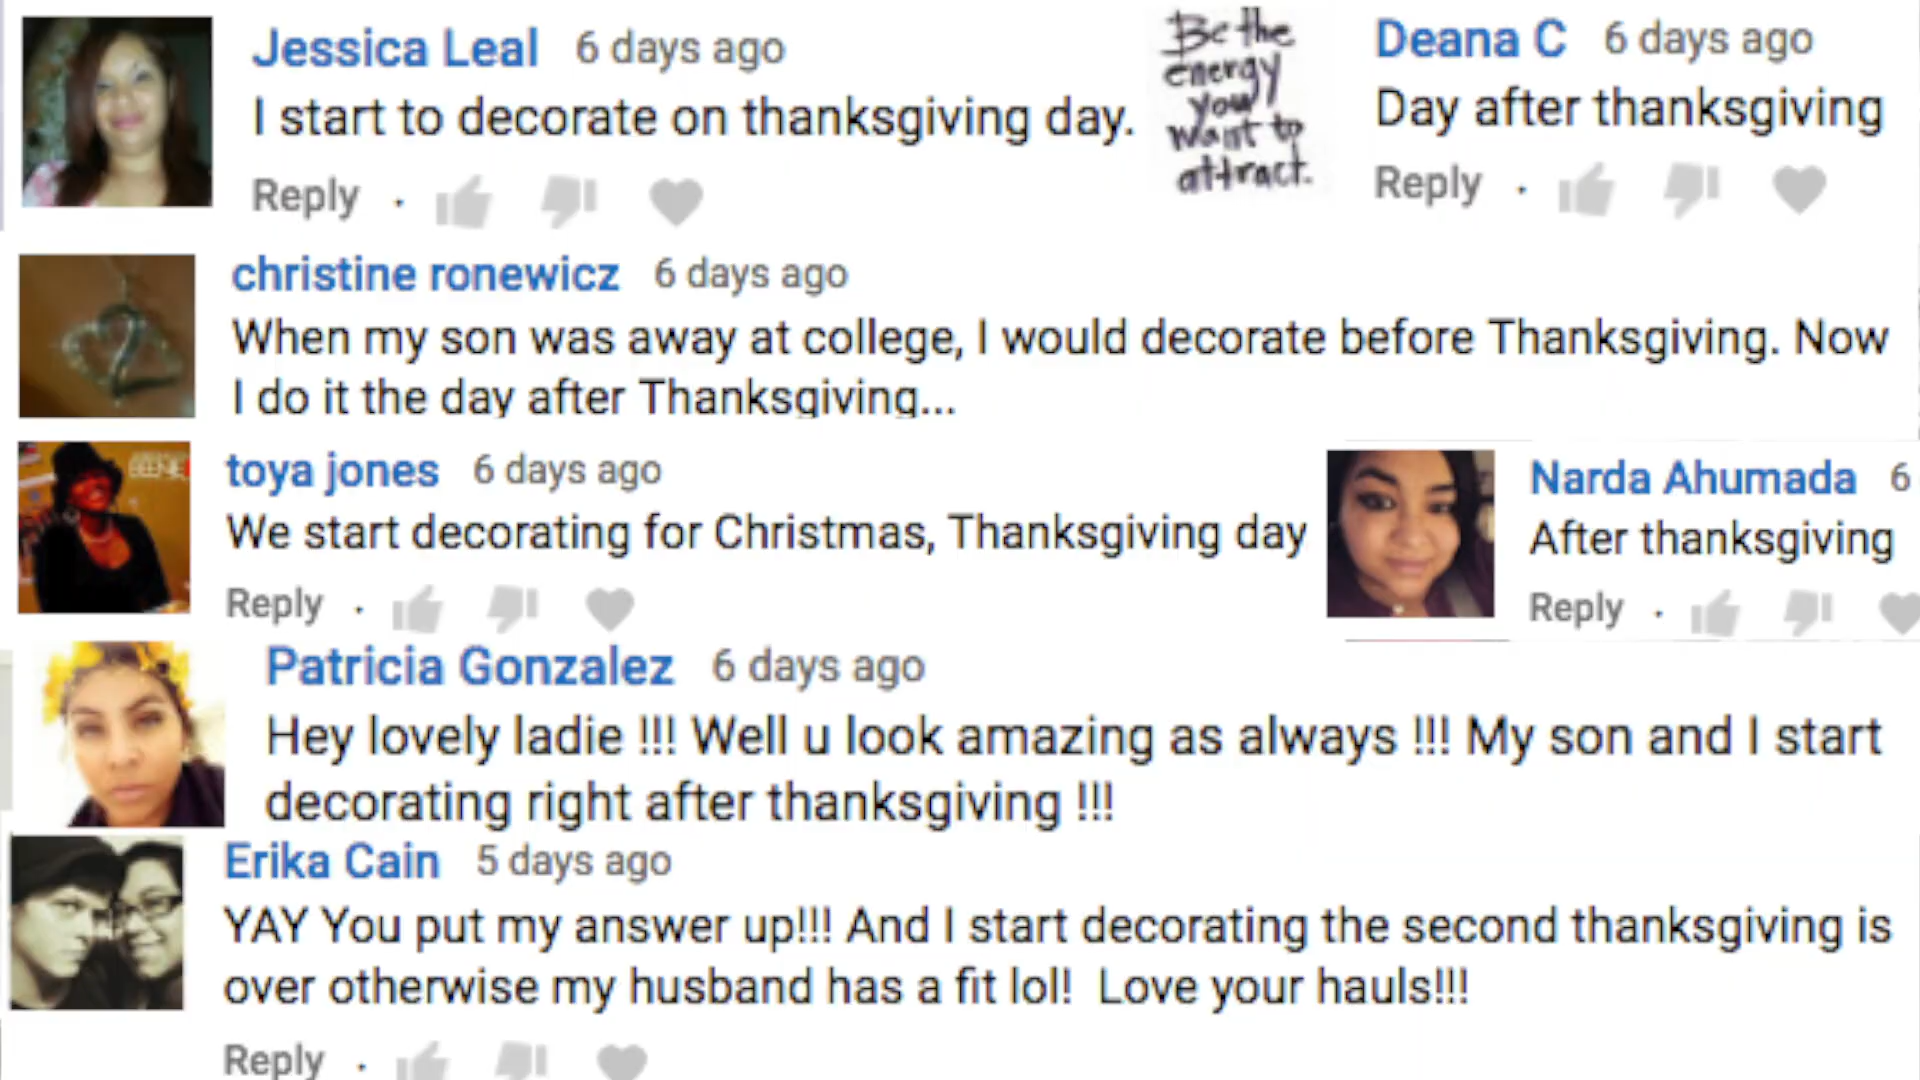 Jessica Leal 6 days ago
I start to decorate on thanksgiving day.
Reply
Be the
energy
you
want to
attract.
Deana C 6 days ago
Day after thanksgiving
Reply
christine ronewicz 6 days ago
When my son was away at college, I would decorate before Thanksgiving. Now
I do it the day after Thanksgiving...
toya jones 6 days ago
We start decorating for Christmas, Thanksgiving day
Reply
Narda Ahumada 6
After thanksgiving
Reply
Patricia Gonzalez 6 days ago
Hey lovely ladie !!! Well u look amazing as always !!! My son and I start
decorating right after thanksgiving !!!
Erika Cain 5 days ago
YAY You put my answer up!!! And I start decorating the second thanksgiving is
over otherwise my husband has a fit lol! Love your hauls!!!
Reply